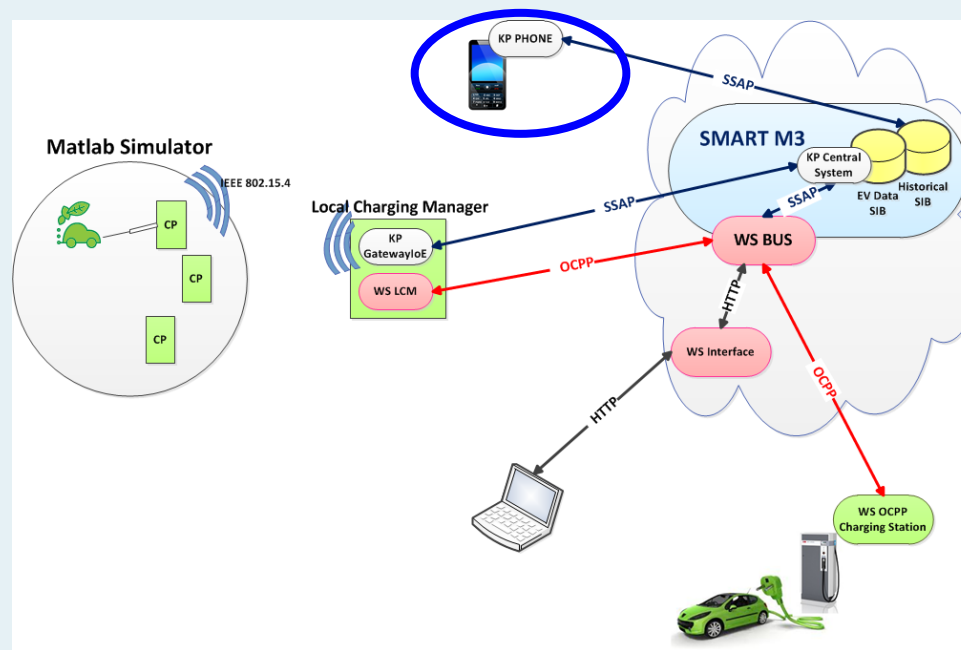 KP PHONE
SSAP
SMART M3
KP Central
System
EV Data
SIB
Historical
SIB
SSAP
WS BUS
Matlab Simulator
IEEE 802.15.4
CP
CP
CP
Local Charging Manager
KP
GatewayIoE
WS LCM
SSAP
OCPP
HTTP
WS Interface
HTTP
OCPP
WS OCPP
Charging Station